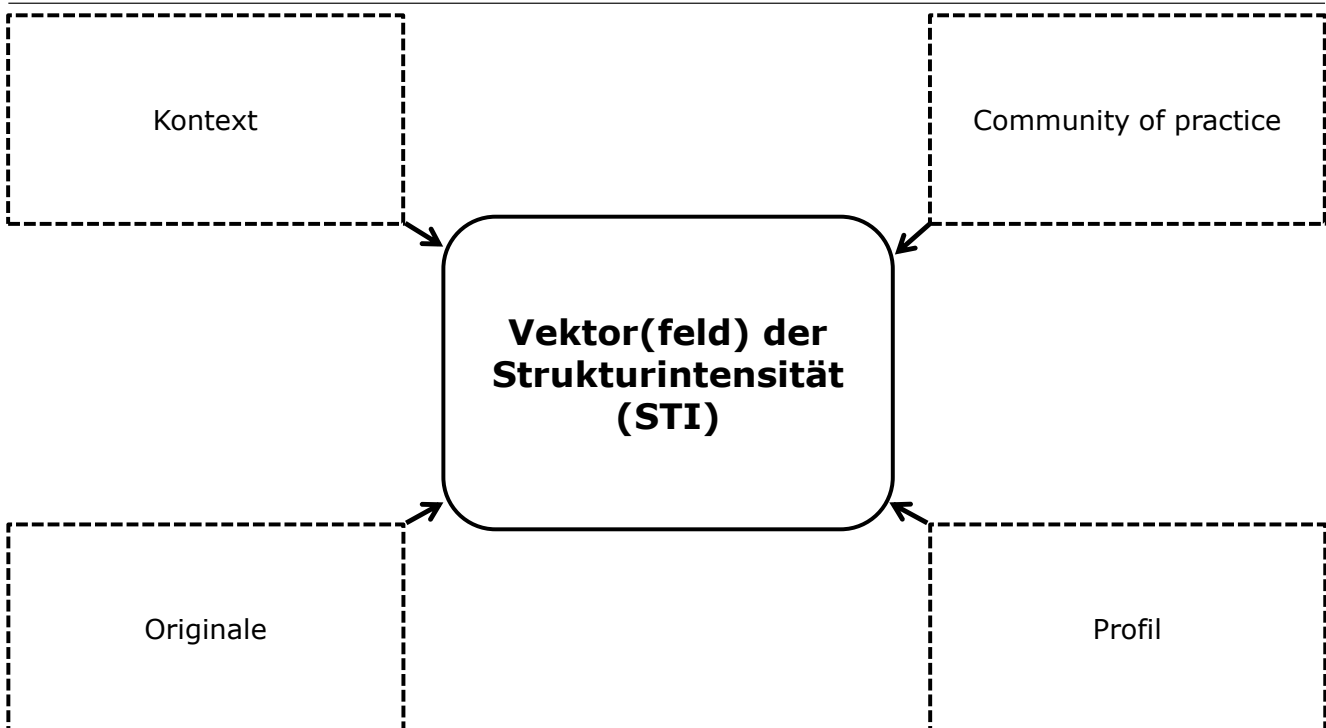 Kontext
Community of practice
Vektor(feld) der
Strukturintensität
(STI)
Originale
Profil